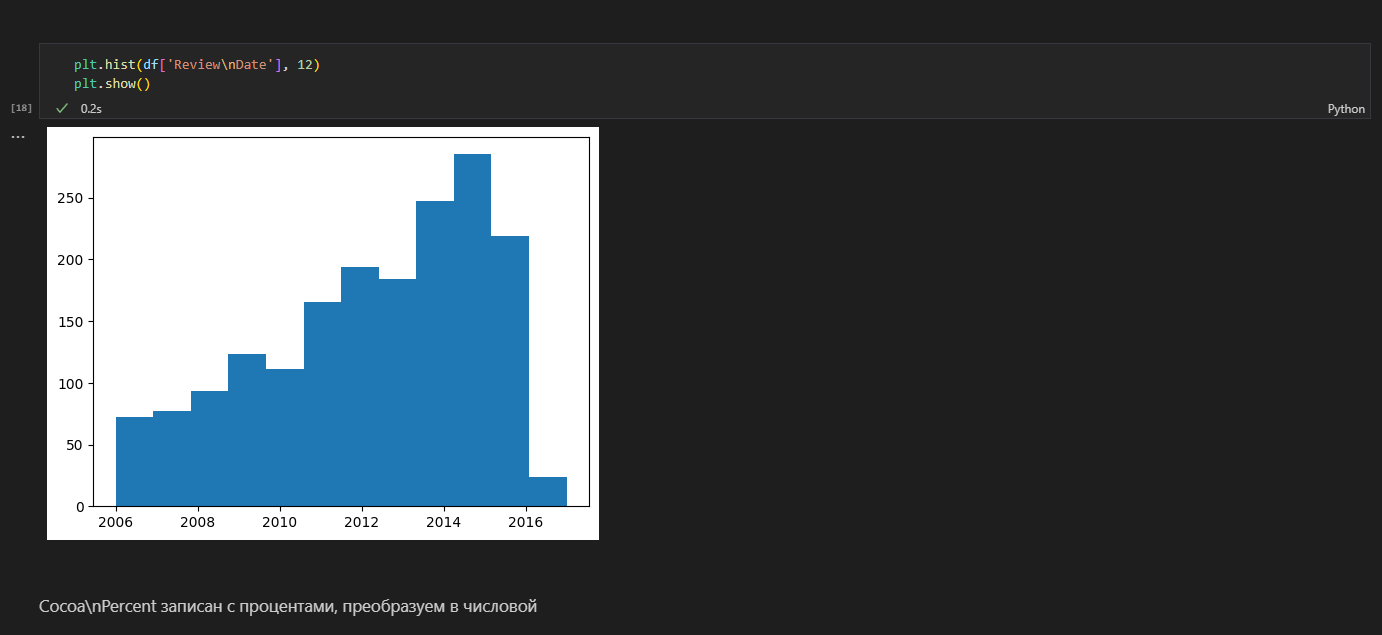 plt.hist(df['Review\nDate'], 12)
plt.show()
[18]
0.2s
Python
...
250
200
150
100
50
0
2006 2008 2010 2012 2014 2016
Cocoa\nPercent записан с процентами, преобразуем в числовой